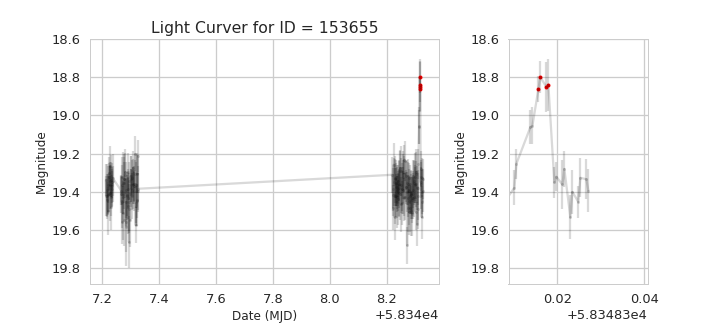 Light Curver for ID = 153655
18.6
18.8
19.0
19.2
19.4
19.6
19.8
Magnitude
7.2 7.4 7.6 7.8 8.0 8.2
Date (MJD)
+5.834e4
18.6
18.8
19.0
19.2
19.4
19.6
19.8
Magnitude
0.02 0.04
+5.83483e4